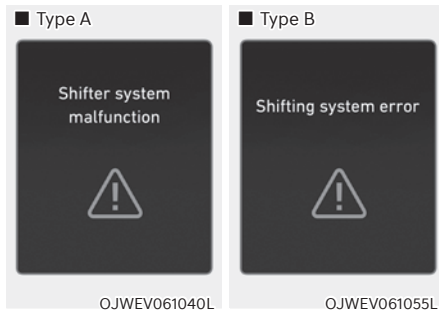 ■ Type A
Shifter system
malfunction
OJWEV061040L
■ Type B
Shifting system error
OJWEV061055L